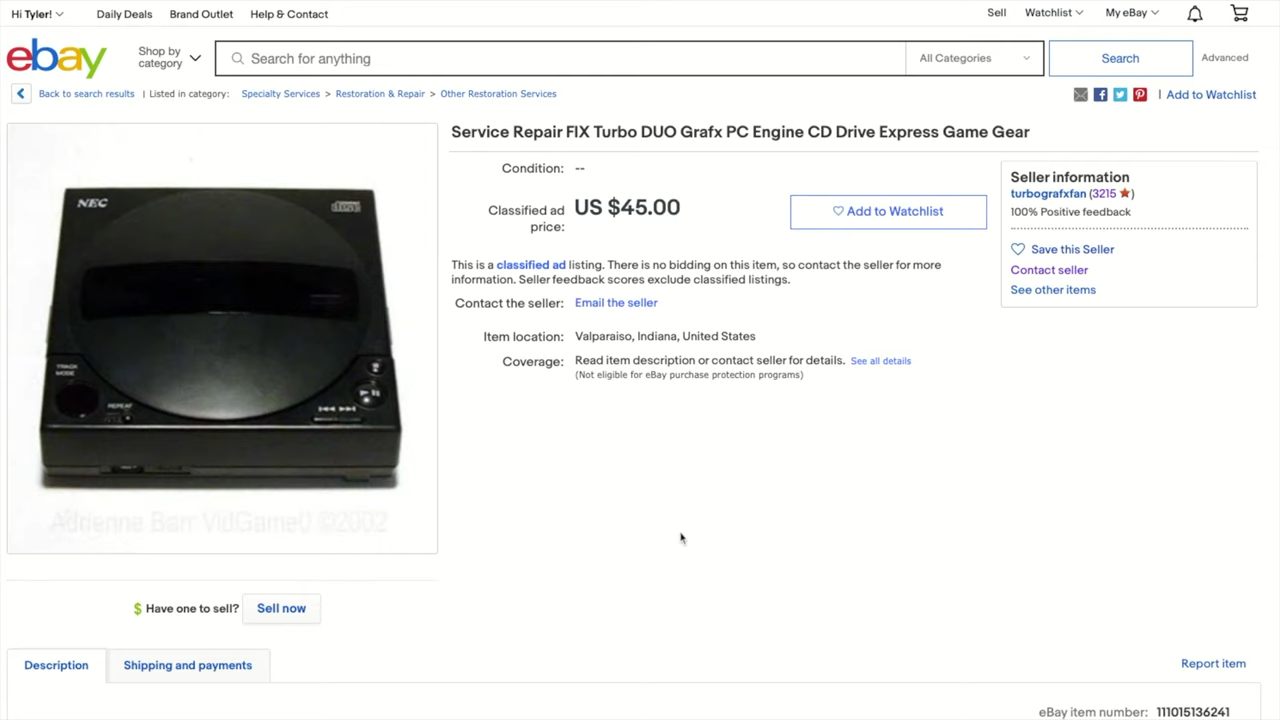 Hi Tyler!
Daily Deals
Brand Outlet
Help & Contact
Sell
Watchlist
My eBay
ebay
Shop by
category
Search for anything
All Categories
Search
Advanced
Back to search results | Listed in category: Specialty Services > Restoration & Repair > Other Restoration Services
| Add to Watchlist
NEC
TRACK
MODE
REPEAT
Adrienne Barr VidGame() ©2002
Service Repair FIX Turbo DUO Grafx PC Engine CD Drive Express Game Gear
Condition: --
Classified ad
price:
US $45.00
Add to Watchlist
This is a classified ad listing. There is no bidding on this item, so contact the seller for more
information. Seller feedback scores exclude classified listings.
Contact the seller: Email the seller
Item location: Valparaiso, Indiana, United States
Coverage: Read item description or contact seller for details. See all details
(Not eligible for eBay purchase protection programs)
Seller information
turbografxfan (3215 ★)
100% Positive feedback
Save this Seller
Contact seller
See other items
$ Have one to sell? Sell now
Description
Shipping and payments
Report item
eBay item number: 111015136241